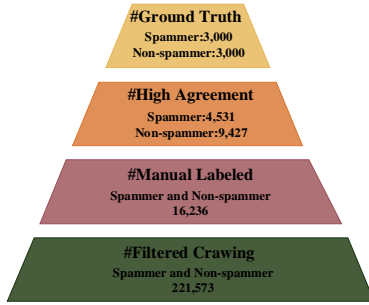 #Ground Truth
Spammer:3,000
Non-spammer:3,000
#High Agreement
Spammer:4,531
Non-spammer:9,427
#Manual Labeled
Spammer and Non-spammer
16,236
#Filtered Crawing
Spammer and Non-spammer
221,573